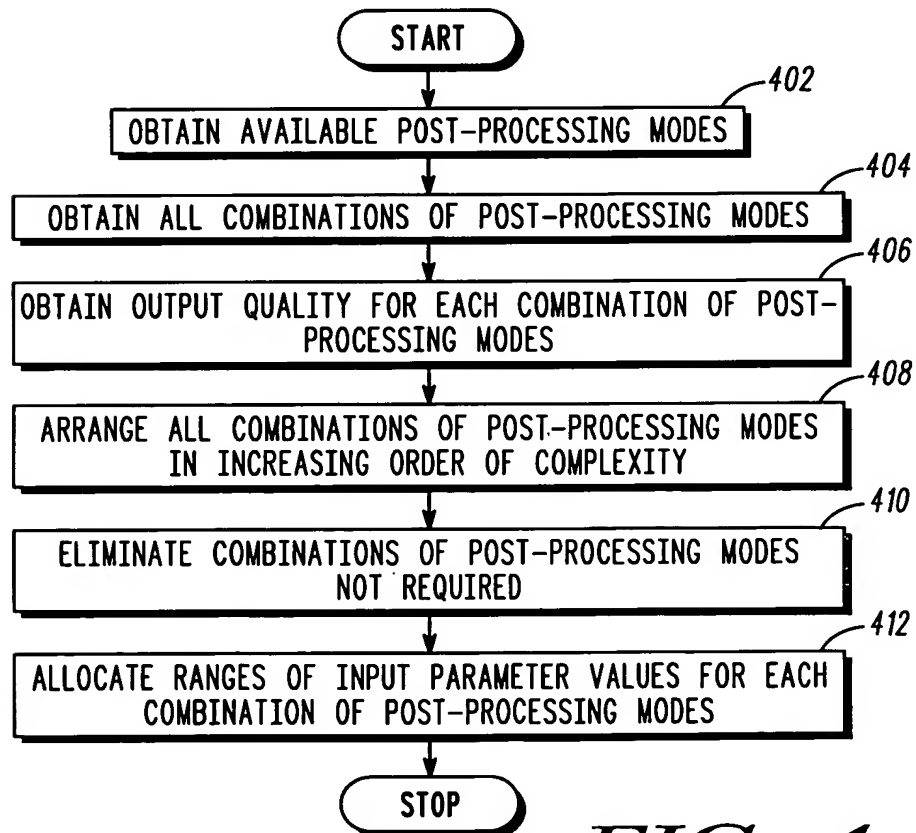 START
402
OBTAIN AVAILABLE POST-PROCESSING MODES
404
OBTAIN ALL COMBINATIONS OF POST-PROCESSING MODES
406
OBTAIN OUTPUT QUALITY FOR EACH COMBINATION OF POST-
PROCESSING MODES
408
ARRANGE ALL COMBINATIONS OF POST-PROCESSING MODES
IN INCREASING ORDER OF COMPLEXITY
410
ELIMINATE COMBINATIONS OF POST-PROCESSING MODES
NOT REQUIRED
412
ALLOCATE RANGES OF INPUT PARAMETER VALUES FOR EACH
COMBINATION OF POST-PROCESSING MODES
STOP